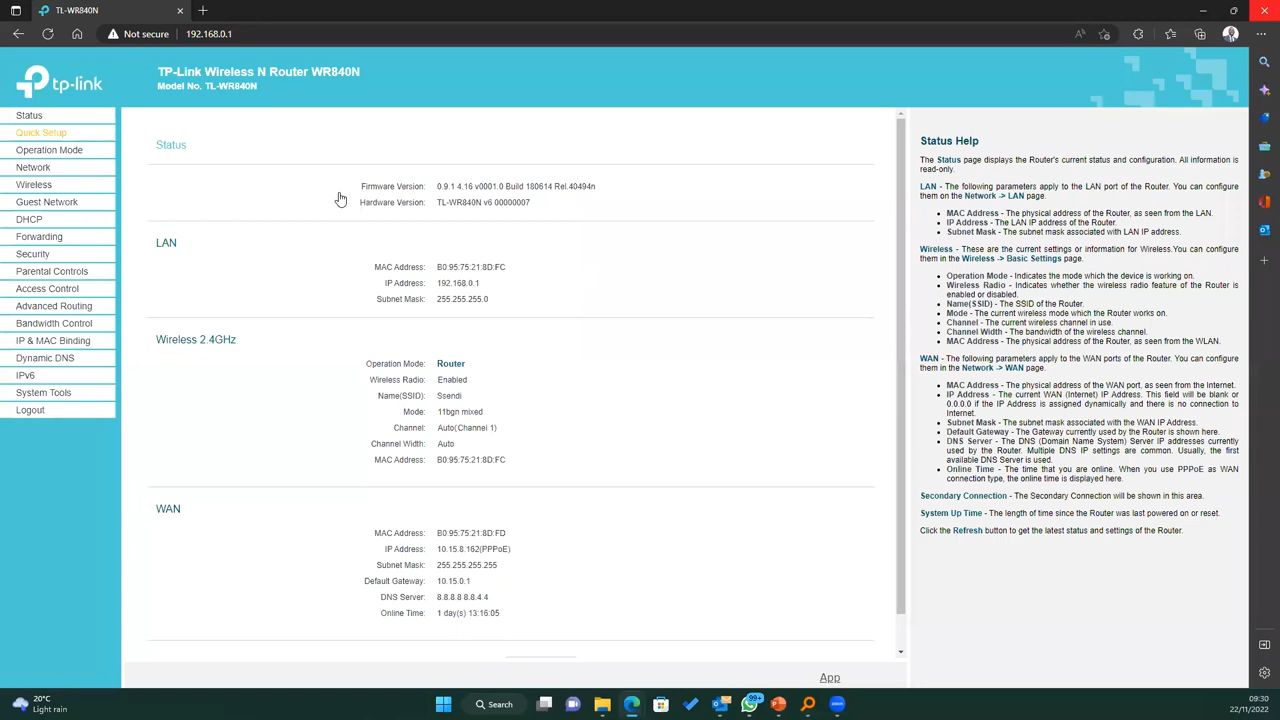 TL-WR840N
Not secure
192.168.0.1
tp-link
TP-Link Wireless N Router WR840N
Model No. TL-WR840N
Status
Quick Setup
Operation Mode
Network
Wireless
Guest Network
DHCP
Forwarding
Security
Parental Controls
Access Control
Advanced Routing
Bandwidth Control
IP & MAC Binding
Dynamic DNS
IPv6
System Tools
Logout
Status
Firmware Version: 0.9.1 4.16 v0001.0 Build 180614 Rel.40494n
Hardware Version: TL-WR840N v6 00000007
LAN
MAC Address: B0:95:75:21:8D:FC
IP Address: 192.168.0.1
Subnet Mask: 255.255.255.0
Wireless 2.4GHz
Operation Mode: Router
Wireless Radio: Enabled
Name(SSID): Ssendi
Mode: 11bgn mixed
Channel: Auto(Channel 1)
Channel Width: Auto
MAC Address: B0:95:75:21:8D:FC
WAN
MAC Address: B0:95:75:21:8D:FD
IP Address: 10.15.8.162(PPPoE)
Subnet Mask: 255.255.255.255
Default Gateway: 10.15.0.1
DNS Server: 8.8.8.8 8.8.4.4
Online Time: 1 day(s) 13:16:05
App
Status Help
The Status page displays the Router's current status and configuration. All information is
read-only.
LAN - The following parameters apply to the LAN port of the Router. You can configure
them on the Network -> LAN page.
MAC Address - The physical address of the Router, as seen from the LAN.
IP Address - The LAN IP address of the Router.
Subnet Mask - The subnet mask associated with LAN IP address.
Wireless - These are the current settings or information for Wireless.You can configure
them in the Wireless -> Basic Settings page.
Operation Mode - Indicates the mode which the device is working on.
Wireless Radio - Indicates whether the wireless radio feature of the Router is
enabled or disabled.
Name(SSID) - The SSID of the Router.
Mode - The current wireless mode which the Router works on.
Channel - The current wireless channel in use.
Channel Width - The bandwidth of the wireless channel.
MAC Address - The physical address of the Router, as seen from the WLAN.
WAN - The following parameters apply to the WAN ports of the Router. You can configure
them in the Network -> WAN page.
MAC Address - The physical address of the WAN port, as seen from the Internet.
IP Address - The current WAN (Internet) IP Address. This field will be blank or
0.0.0.0 if the IP Address is assigned dynamically and there is no connection to
Internet.
Subnet Mask - The subnet mask associated with the WAN IP Address.
Default Gateway - The Gateway currently used by the Router is shown here.
DNS Server - The DNS (Domain Name System) Server IP addresses currently
used by the Router. Multiple DNS IP settings are common. Usually, the first
available DNS Server is used.
Online Time - The time that you are online. When you use PPPoE as WAN
connection type, the online time is displayed here.
Secondary Connection - The Secondary Connection will be shown in this area.
System Up Time - The length of time since the Router was last powered on or reset.
Click the Refresh button to get the latest status and settings of the Router.
20°C
Light rain
Search
99+
09:30
22/11/2022